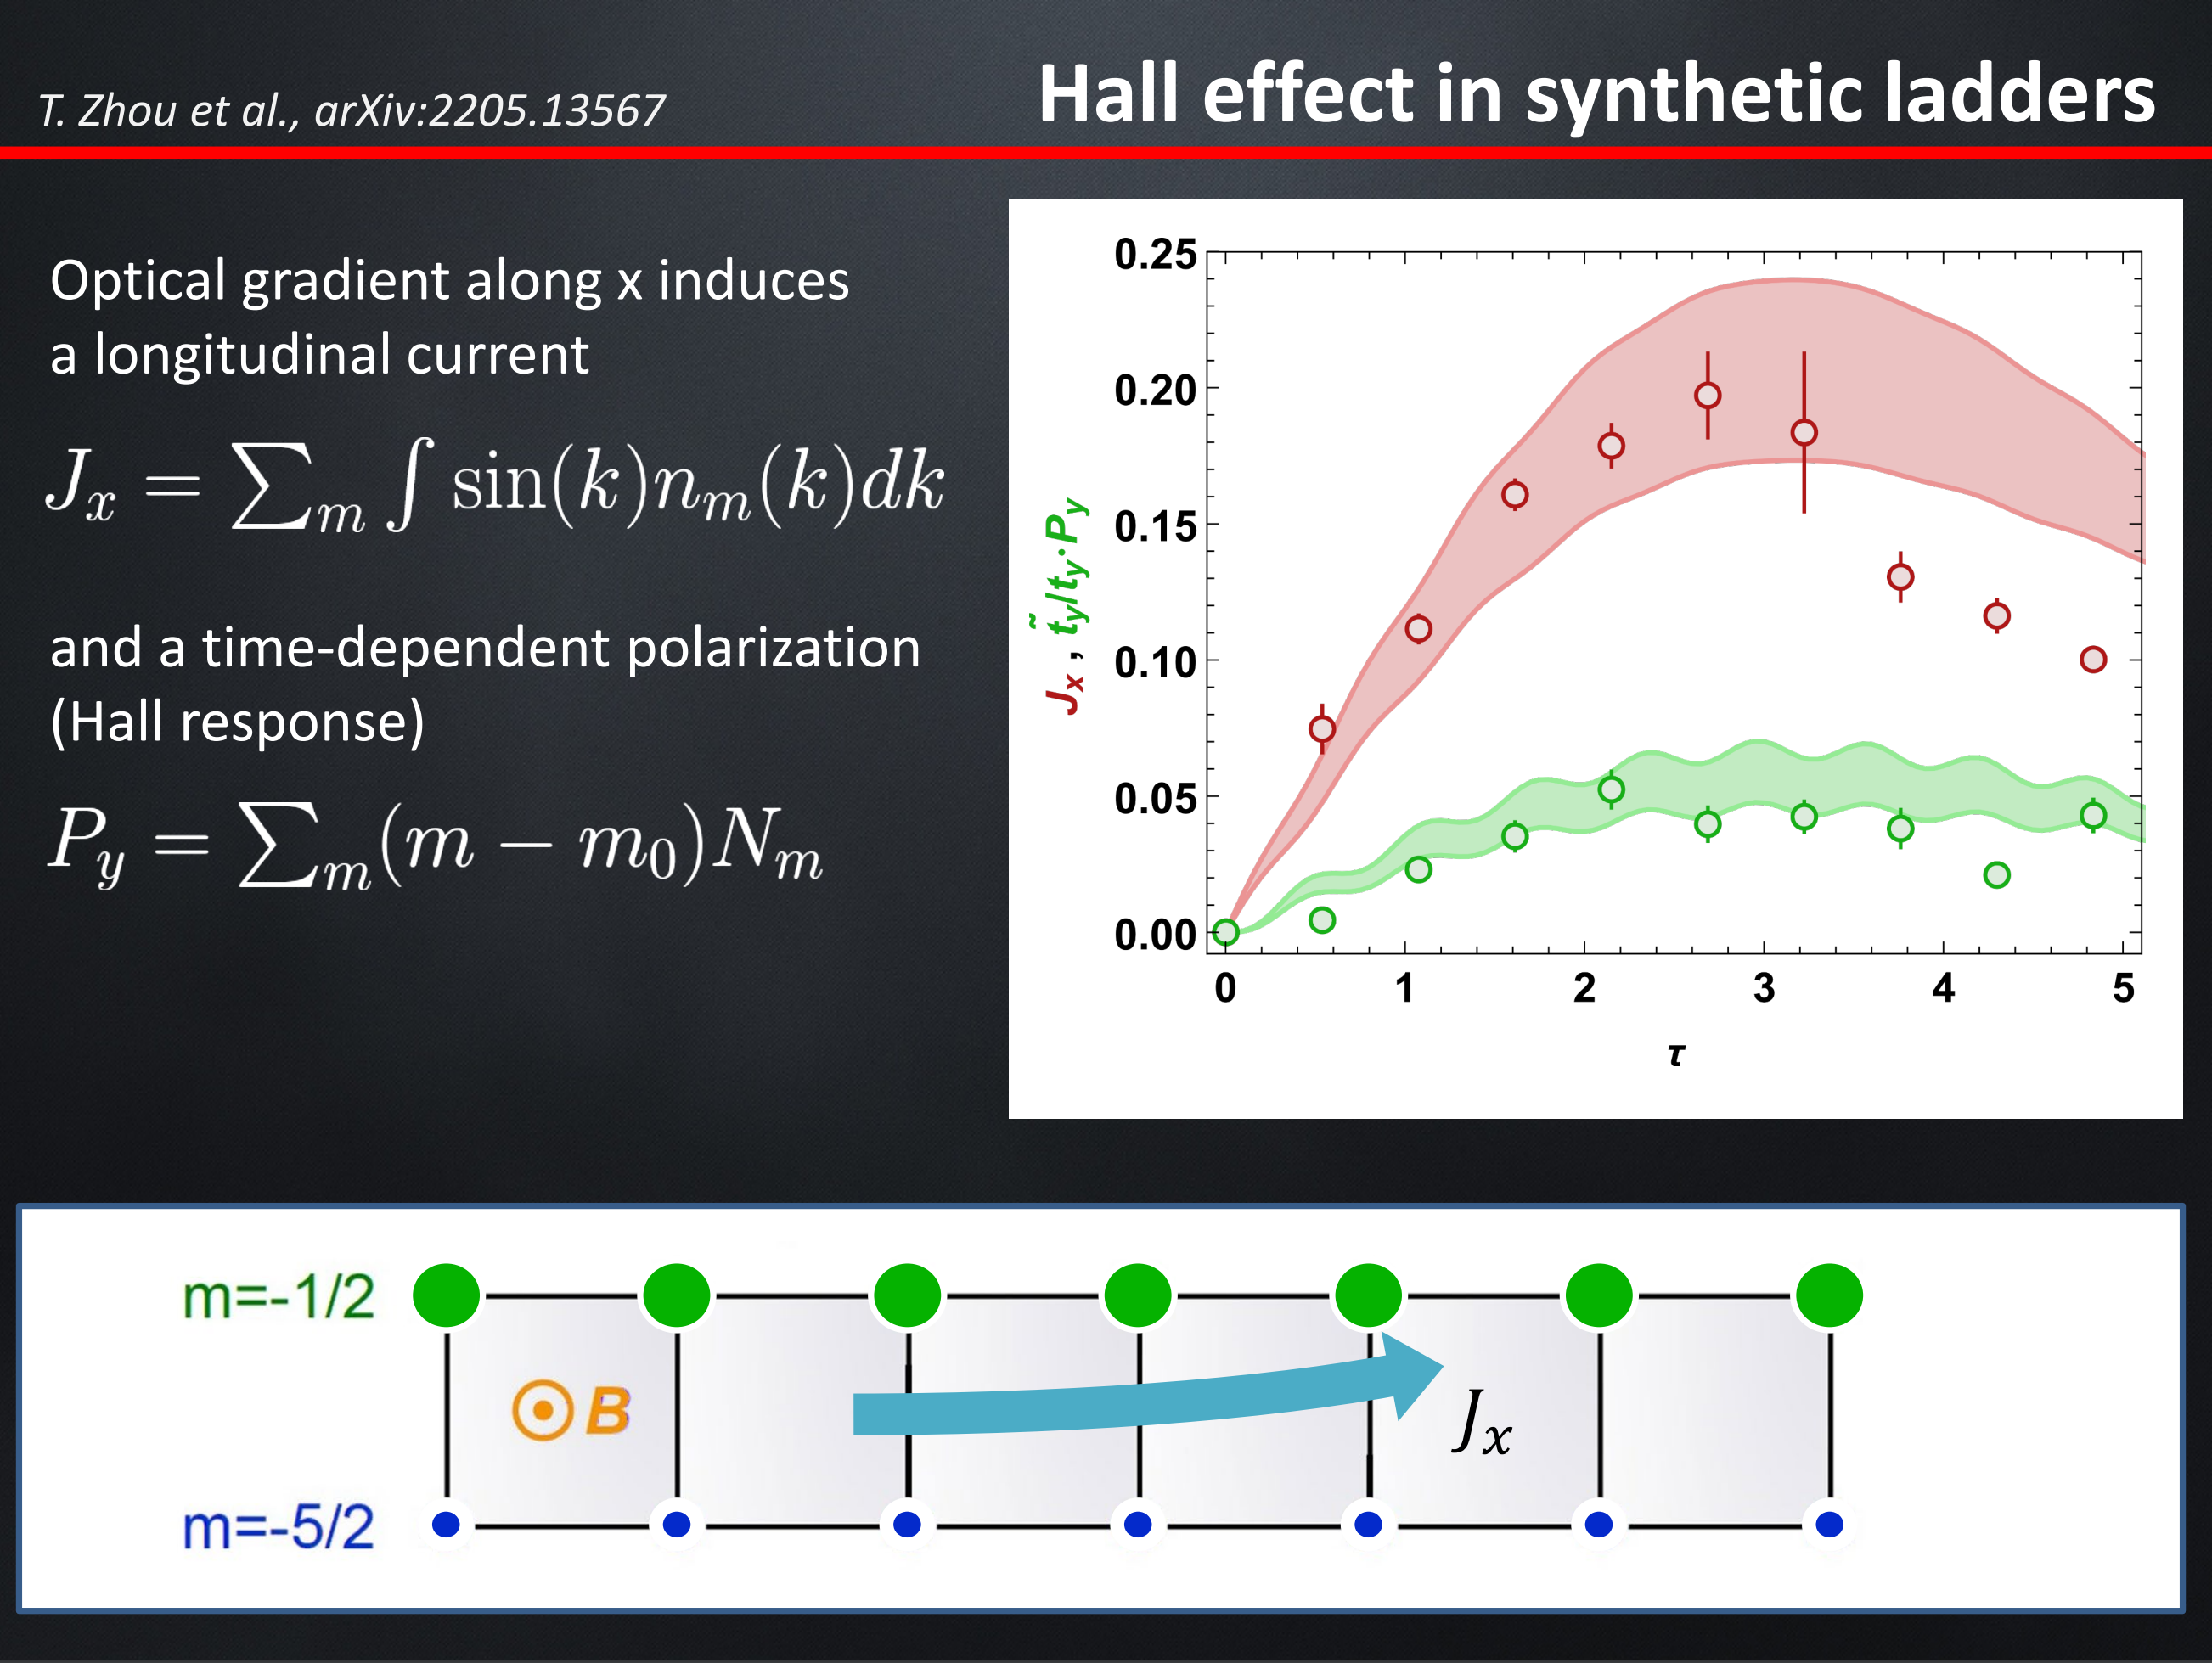 T. Zhou et al., arXiv:2205.13567
Hall effect in synthetic ladders
Optical gradient along x induces
a longitudinal current
J_x = ∑_m ∫ sin(k)n_m(k)dk
and a time-dependent polarization
(Hall response)
P_y = ∑_m(m − m_0)N_m
J_x , t̃_y/t_y·P_y
0.25
0.20
0.15
0.10
0.05
0.00
0 1 2 3 4 5
τ
m=-1/2
B
J_x
m=-5/2